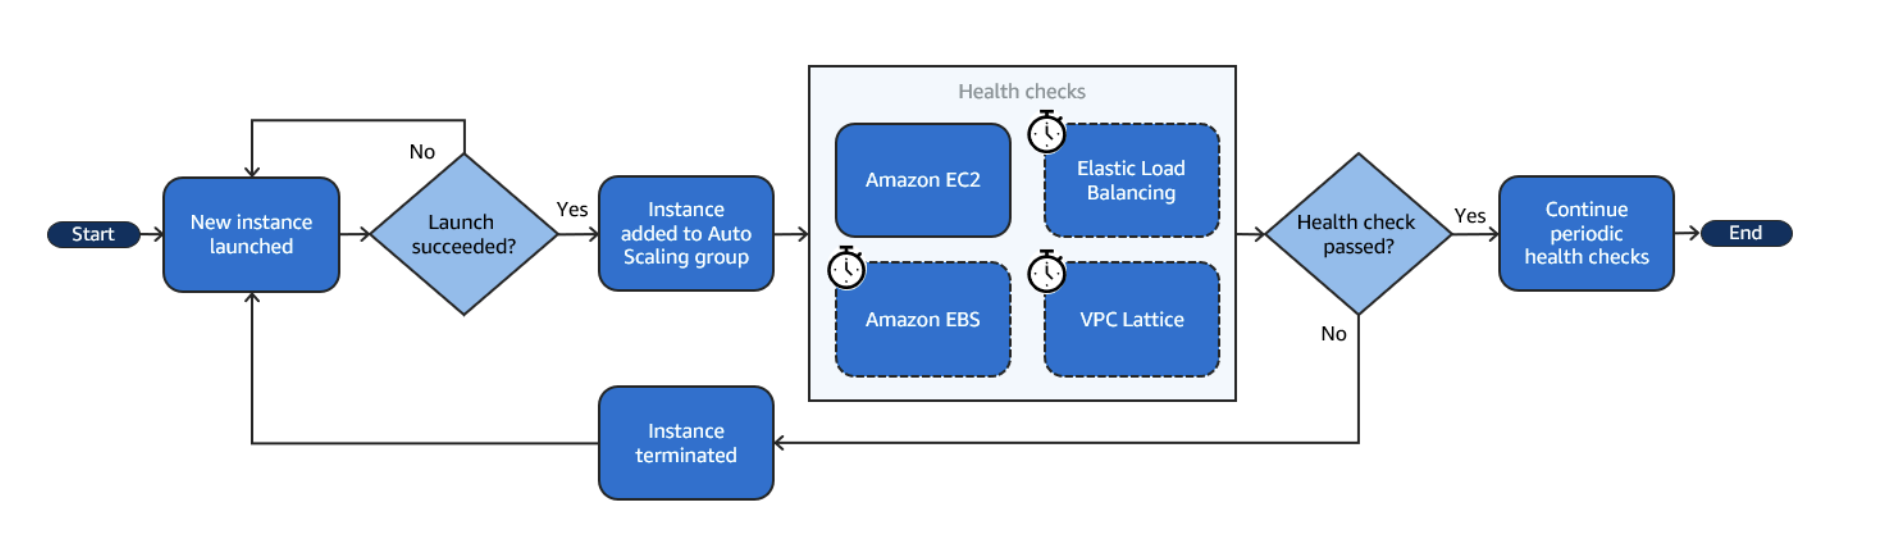 Start
New instance
launched
No
Launch
succeeded?
Yes
Instance
added to Auto
Scaling group
Health checks
Amazon EC2
Elastic Load
Balancing
Amazon EBS
VPC Lattice
Health check
passed?
Yes
Continue
periodic
health checks
End
No
Instance
terminated